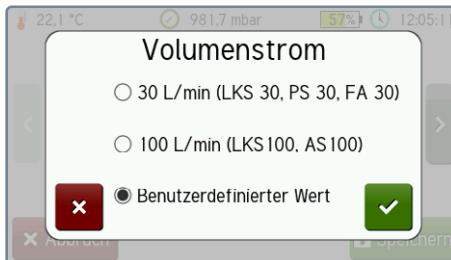 22,1 °C 981,7 mbar 57% 12:05:11
Volumenstrom
30 L/min (LKS 30, PS 30, FA 30)
100 L/min (LKS100, AS100)
Benutzerdefinierter Wert
Abbruch Speichern